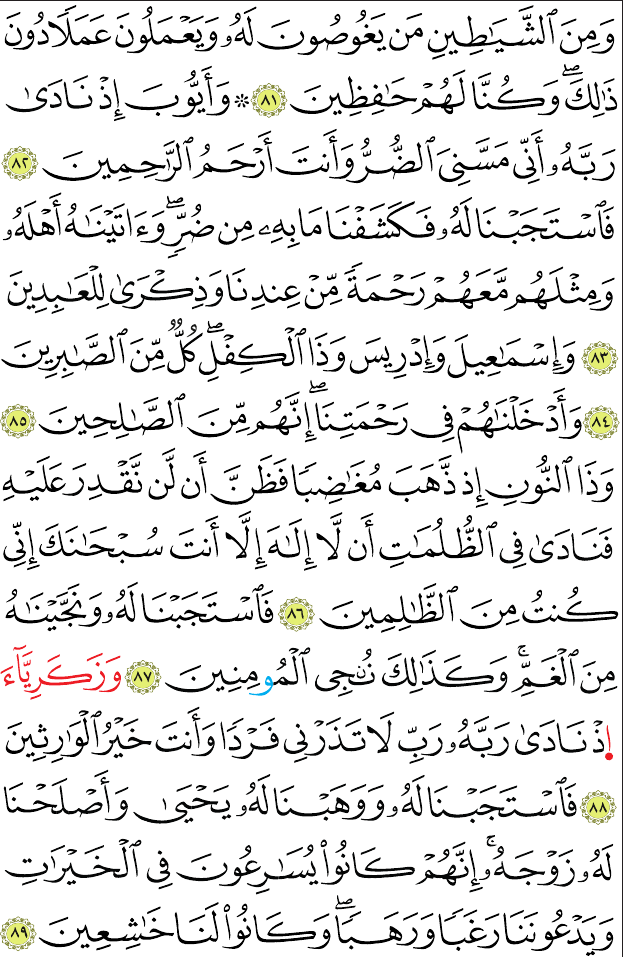 وَمِنَ ٱلشَّيَٰطِينِ مَن يَغُوصُونَ لَهُۥ وَيَعْمَلُونَ عَمَلًا دُونَ
ذَٰلِكَۖ وَكُنَّا لَهُمْ حَٰفِظِينَ ٨١ ۞ وَأَيُّوبَ إِذْ نَادَىٰ
رَبَّهُۥ أَنِّي مَسَّنِيَ ٱلضُّرُّ وَأَنتَ أَرْحَمُ ٱلرَّٰحِمِينَ ٨٢
فَٱسْتَجَبْنَا لَهُۥ فَكَشَفْنَا مَا بِهِۦ مِن ضُرّٖۖ وَءَاتَيْنَٰهُ أَهْلَهُۥ
وَمِثْلَهُم مَّعَهُمْ رَحْمَةٗ مِّنْ عِندِنَا وَذِكْرَىٰ لِلْعَٰبِدِينَ
٨٣ وَإِسْمَٰعِيلَ وَإِدْرِيسَ وَذَا ٱلْكِفْلِۖ كُلّٞ مِّنَ ٱلصَّٰبِرِينَ
٨٤ وَأَدْخَلْنَٰهُمْ فِي رَحْمَتِنَاۖ إِنَّهُم مِّنَ ٱلصَّٰلِحِينَ ٨٥
وَذَا ٱلنُّونِ إِذ ذَّهَبَ مُغَٰضِبٗا فَظَنَّ أَن لَّن نَّقْدِرَ عَلَيْهِ
فَنَادَىٰ فِي ٱلظُّلُمَٰتِ أَن لَّا إِلَٰهَ إِلَّا أَنتَ سُبْحَٰنَكَ إِنِّي
كُنتُ مِنَ ٱلظَّٰلِمِينَ ٨٦ فَٱسْتَجَبْنَا لَهُۥ وَنَجَّيْنَٰهُ
مِنَ ٱلْغَمِّۚ وَكَذَٰلِكَ نُۨجِي ٱلْمُومِنِينَ ٨٧ وَزَكَرِيَّآءَ
إِذْ نَادَىٰ رَبَّهُۥ رَبِّ لَا تَذَرْنِي فَرْدٗا وَأَنتَ خَيْرُ ٱلْوَٰرِثِينَ
٨٨ فَٱسْتَجَبْنَا لَهُۥ وَوَهَبْنَا لَهُۥ يَحْيَىٰ وَأَصْلَحْنَا
لَهُۥ زَوْجَهُۥۚ إِنَّهُمْ كَانُوا۟ يُسَٰرِعُونَ فِي ٱلْخَيْرَٰتِ
وَيَدْعُونَنَا رَغَبٗا وَرَهَبٗاۖ وَكَانُوا۟ لَنَا خَٰشِعِينَ ٨٩